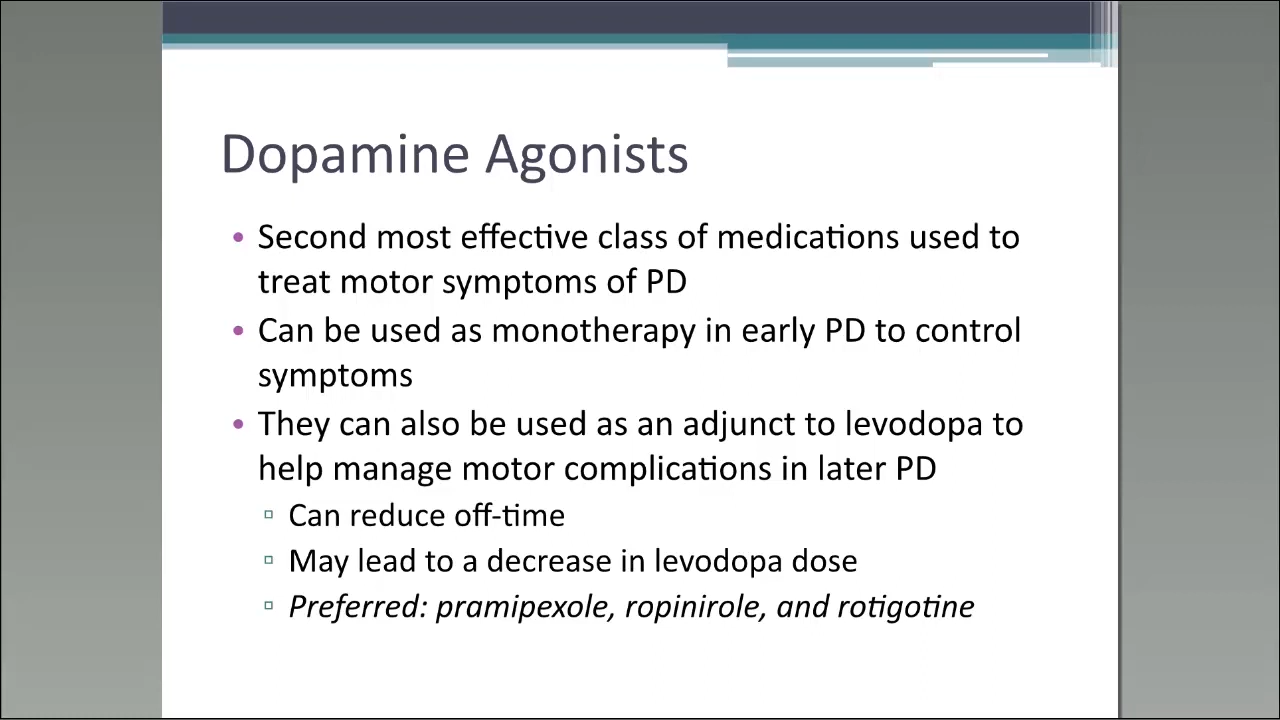 Dopamine Agonists
• Second most effective class of medications used to
treat motor symptoms of PD
• Can be used as monotherapy in early PD to control
symptoms
• They can also be used as an adjunct to levodopa to
help manage motor complications in later PD
▫ Can reduce off-time
▫ May lead to a decrease in levodopa dose
▫ Preferred: pramipexole, ropinirole, and rotigotine